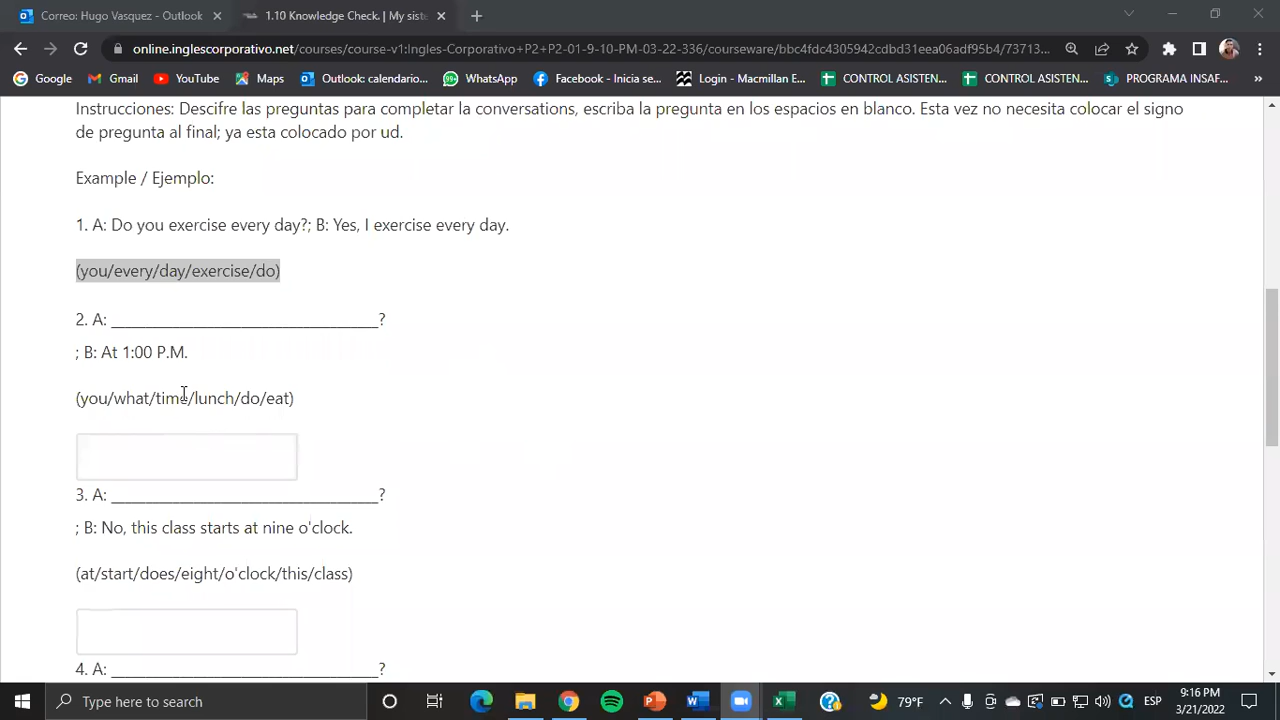 Correo: Hugo Vasquez - Outlook
1.10 Knowledge Check. | My siste
online.inglescorporativo.net/courses/course-v1:Ingles-Corporativo+P2+P2-01-9-10-PM-03-22-336/courseware/bbc4fdc4305942cdbd31eea06adf95b4/73713...
Google
Gmail
YouTube
Maps
Outlook: calendario...
99+
WhatsApp
Facebook - Inicia se...
Login - Macmillan E...
CONTROL ASISTEN...
CONTROL ASISTEN...
PROGRAMA INSAF...
»
Instrucciones: Descifre las preguntas para completar la conversations, escriba la pregunta en los espacios en blanco. Esta vez no necesita colocar el signo
de pregunta al final; ya esta colocado por ud.
Example / Ejemplo:
1. A: Do you exercise every day?; B: Yes, I exercise every day.
(you/every/day/exercise/do)
2. A: _________________________________?
; B: At 1:00 P.M.
(you/what/time/lunch/do/eat)
3. A: _________________________________?
; B: No, this class starts at nine o'clock.
(at/start/does/eight/o'clock/this/class)
4. A: _________________________________?
Type here to search
79°F
ESP
9:16 PM
3/21/2022